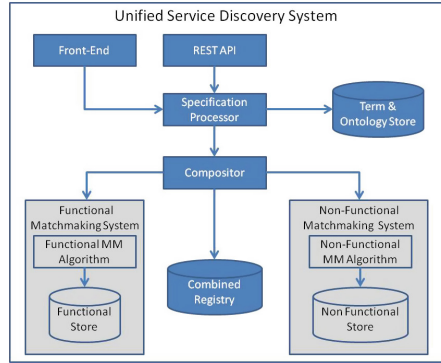 Unified Service Discovery System
Front-End
REST API
Specification
Processor
Term &
Ontology Store
Compositor
Functional
Matchmaking System
Functional MM
Algorithm
Functional
Store
Combined
Registry
Non-Functional
Matchmaking System
Non-Functional
MM Algorithm
Non Functional
Store